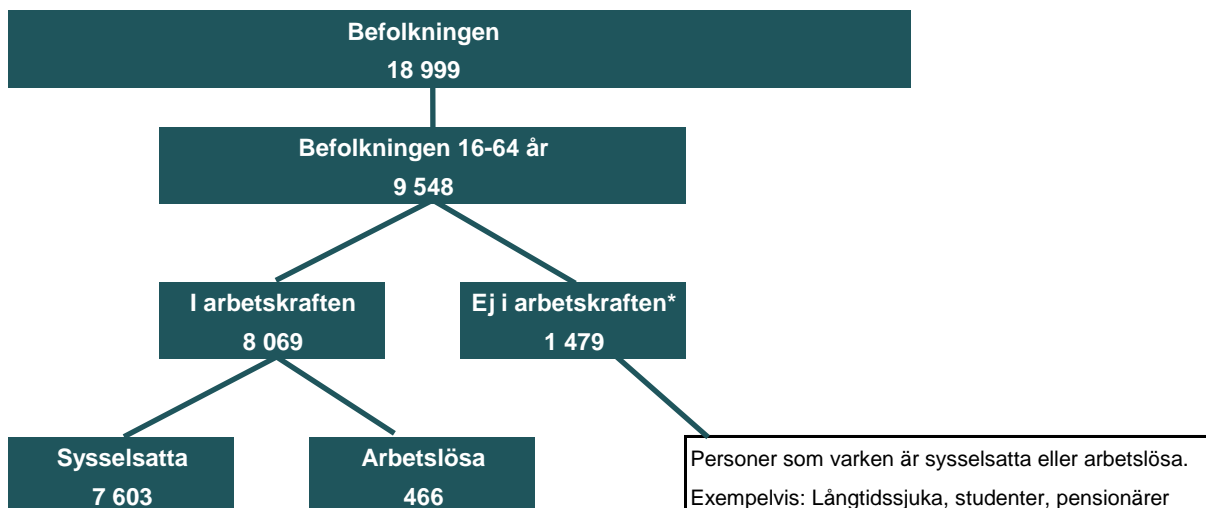 Befolkningen
18 999
Befolkningen 16-64 år
9 548
I arbetskraften
8 069
Ej i arbetskraften*
1 479
Sysselsatta
7 603
Arbetslösa
466
Personer som varken är sysselsatta eller arbetslösa.
Exempelvis: Långtidssjuka, studenter, pensionärer